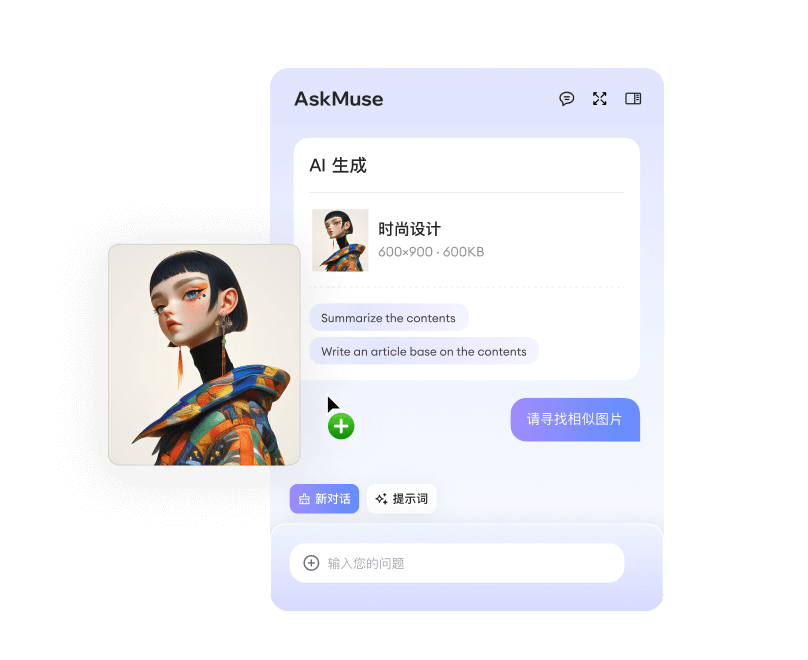 AskMuse
AI 生成
时尚设计
600×900 · 600KB
Summarize the contents
Write an article base on the contents
请寻找相似图片
新对话
提示词
输入您的问题